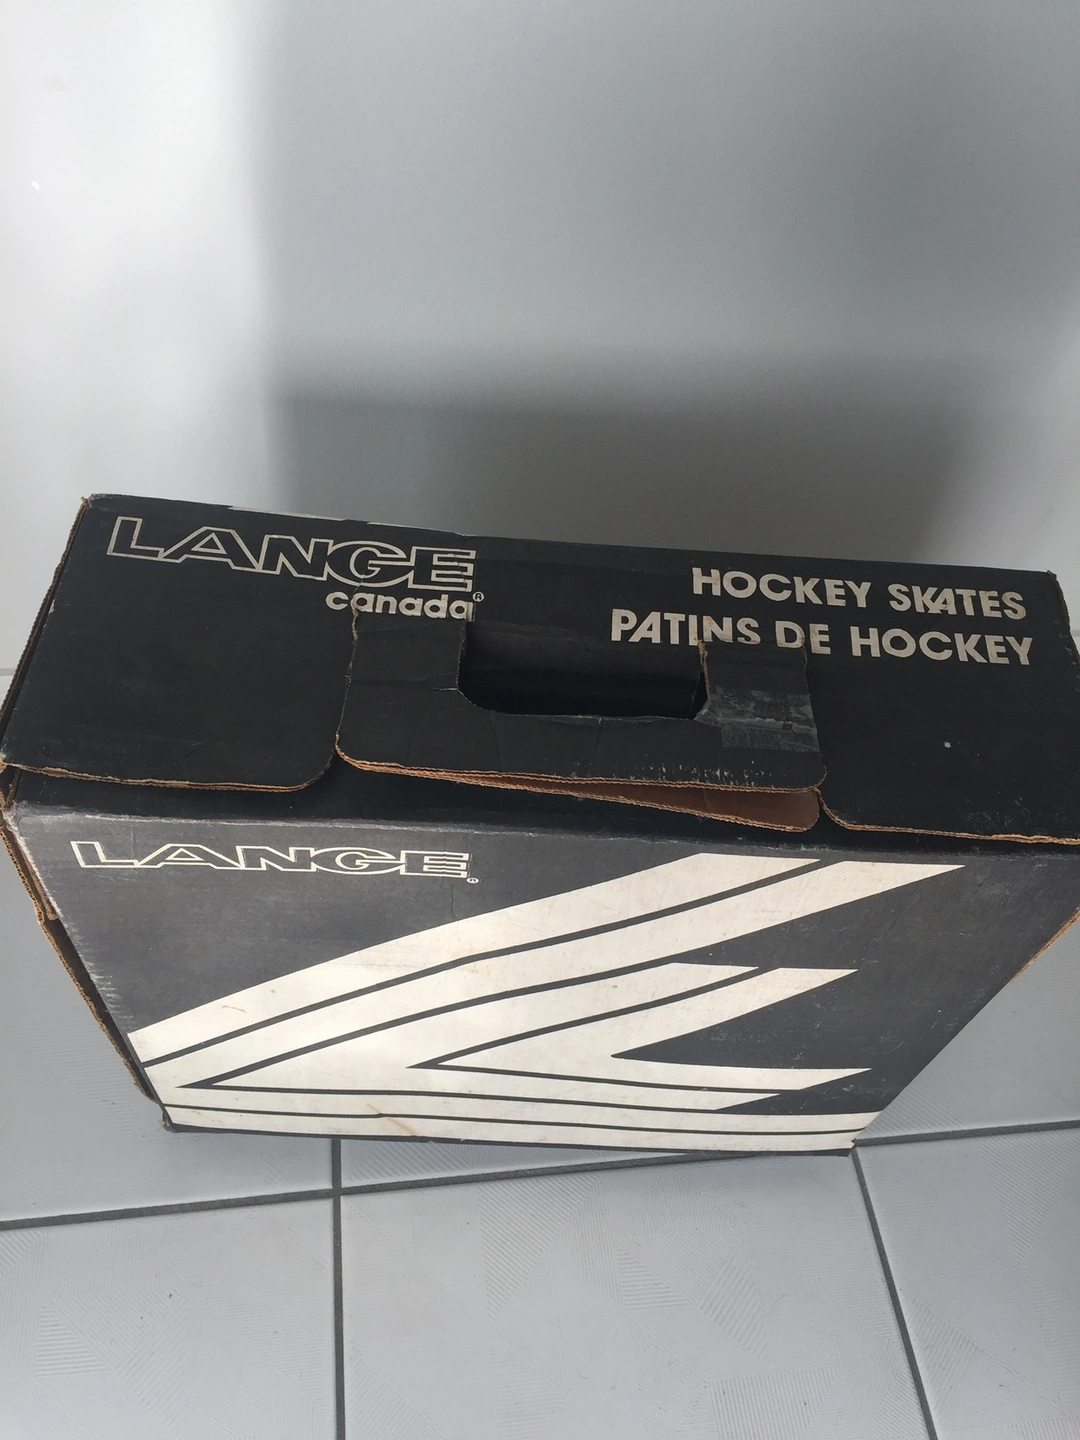 LANGE
canada®
HOCKEY SKATES
PATINS DE HOCKEY
LANGE®